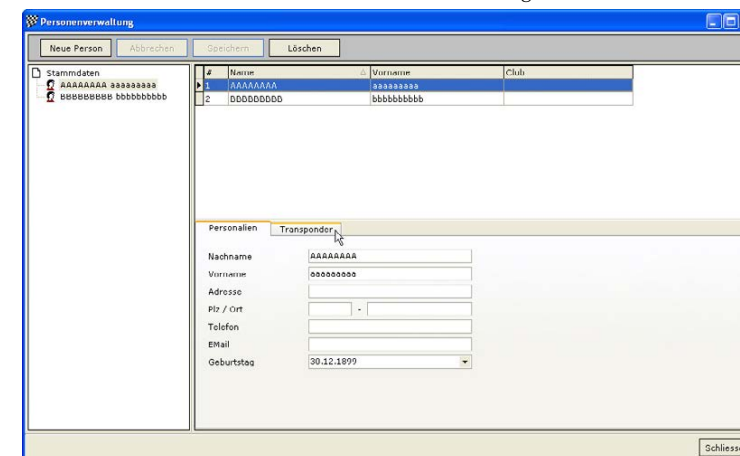 Personenverwaltung
Neue Person Abbrechen Speichern Löschen
Stammdaten
AAAAAAAA aaaaaaaaa
BBBBBBBBB bbbbbbbbbb
# Name Vorname Club
1 AAAAAAAA aaaaaaaaa
2 BBBBBBBBB bbbbbbbbbb
Personalien Transponder
Nachname AAAAAAAA
Vorname aaaaaaaaa
Adresse
Plz / Ort -
Telefon
EMail
Geburtstag 30.12.1899
Schliess